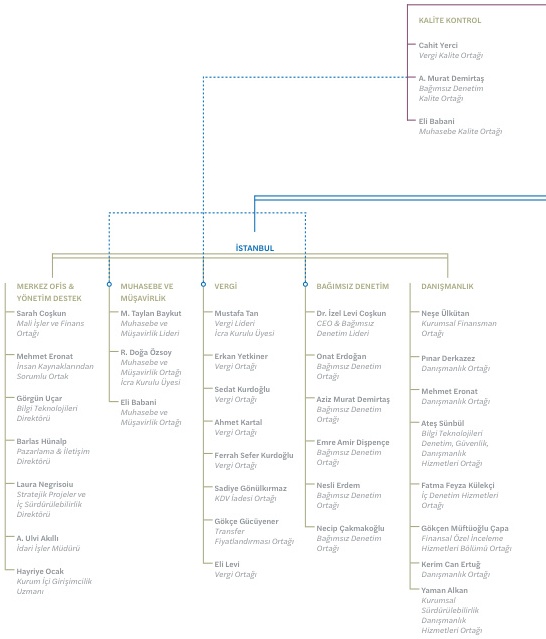 KALİTE KONTROL
Cahit Yerci
Vergi Kalite Ortağı
A. Murat Demirtaş
Bağımsız Denetim
Kalite Ortağı
Eli Babani
Muhasebe Kalite Ortağı
İSTANBUL
MERKEZ OFİS &
YÖNETİM DESTEK
Sarah Coşkun
Mali İşler ve Finans
Ortağı
Mehmet Eronat
İnsan Kaynaklarından
Sorumlu Ortak
Görgün Uçar
Bilgi Teknolojileri
Direktörü
Barlas Hünalp
Pazarlama & İletişim
Direktörü
Laura Negrisoiu
Stratejik Projeler ve
İç Sürdürülebilirlik
Direktörü
A. Ulvi Akıllı
İdari İşler Müdürü
Hayriye Ocak
Kurum İçi Girişimcilik
Uzmanı
MUHASEBE VE
MÜŞAVİRLİK
M. Taylan Baykut
Muhasebe ve
Müşavirlik Lideri
R. Doğa Özsoy
Muhasebe ve
Müşavirlik Ortağı
İcra Kurulu Üyesi
Eli Babani
Muhasebe ve
Müşavirlik Ortağı
VERGİ
Mustafa Tan
Vergi Lideri
İcra Kurulu Üyesi
Erkan Yetkiner
Vergi Ortağı
Sedat Kurdoğlu
Vergi Ortağı
Ahmet Kartal
Vergi Ortağı
Ferrah Sefer Kurdoğlu
Vergi Ortağı
Sadiye Gönülkırmaz
KDV İadesi Ortağı
Gökçe Gücüyener
Transfer
Fiyatlandırması Ortağı
Eli Levi
Vergi Ortağı
BAĞIMSIZ DENETİM
Dr. İzel Levi Coşkun
CEO & Bağımsız
Denetim Lideri
Onat Erdoğan
Bağımsız Denetim
Ortağı
Aziz Murat Demirtaş
Bağımsız Denetim
Ortağı
Emre Amir Dişpençe
Bağımsız Denetim
Ortağı
Nesli Erdem
Bağımsız Denetim
Ortağı
Necip Çakmakoğlu
Bağımsız Denetim
Ortağı
DANIŞMANLIK
Neşe Ülkütan
Kurumsal Finansman
Ortağı
Pınar Derkazez
Danışmanlık Ortağı
Mehmet Eronat
Danışmanlık Ortağı
Ateş Sünbül
Bilgi Teknolojileri
Denetim, Güvenlik,
Danışmanlık
Hizmetleri Ortağı
Fatma Feyza Külekçi
İç Denetim Hizmetleri
Ortağı
Gökçen Müftüoğlu Çapa
Finansal Özel İnceleme
Hizmetleri Bölümü Ortağı
Kerim Can Ertuğ
Danışmanlık Ortağı
Yaman Alkan
Kurumsal
Sürdürülebilirlik
Danışmanlık
Hizmetleri Ortağı